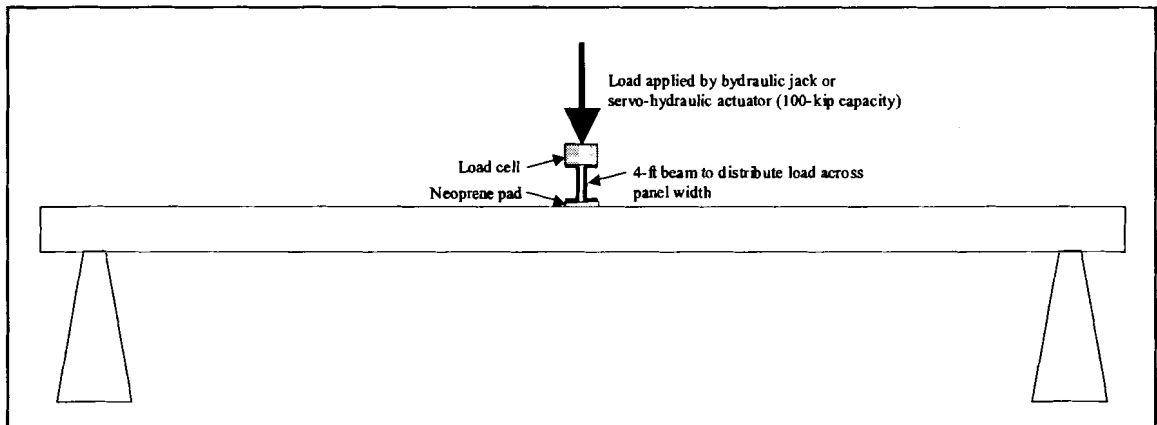 Load applied by bydraulic jack or
servo-hydraulic actuator (100-kip capacity)
Load cell
4-ft beam to distribute load across
panel width
Neoprene pad